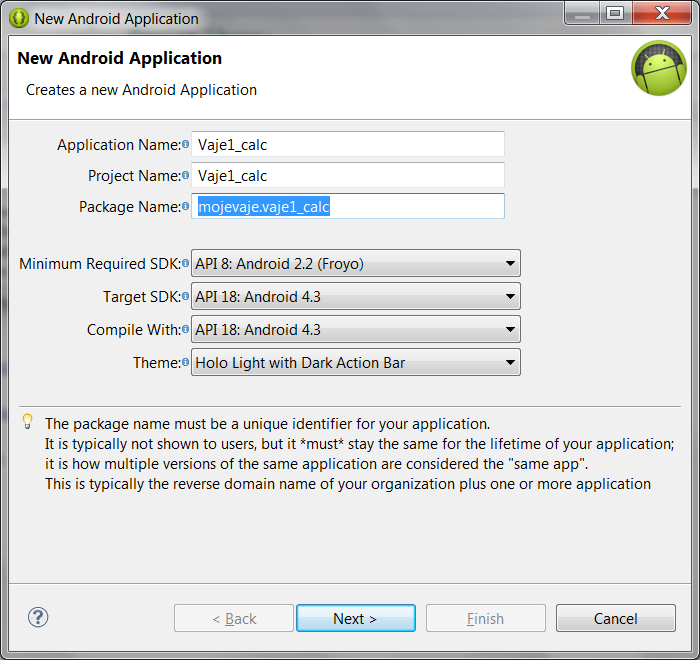 New Android Application
New Android Application
Creates a new Android Application
Application Name: Vaje1_calc
Project Name: Vaje1_calc
Package Name: mojevaje.vaje1_calc
Minimum Required SDK: API 8: Android 2.2 (Froyo)
Target SDK: API 18: Android 4.3
Compile With: API 18: Android 4.3
Theme: Holo Light with Dark Action Bar
The package name must be a unique identifier for your application.
It is typically not shown to users, but it *must* stay the same for the lifetime of your application;
it is how multiple versions of the same application are considered the "same app".
This is typically the reverse domain name of your organization plus one or more application
< Back Next > Finish Cancel